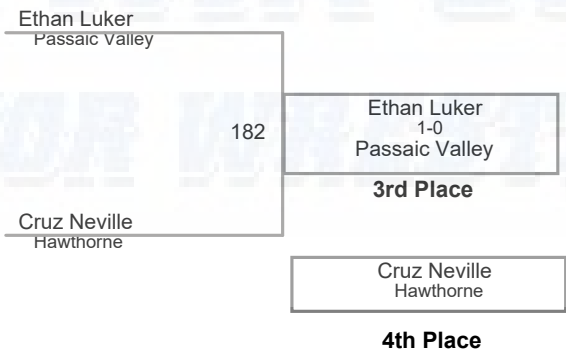 Ethan Luker
Passaic Valley
182
Ethan Luker
1-0
Passaic Valley
3rd Place
Cruz Neville
Hawthorne
Cruz Neville
Hawthorne
4th Place